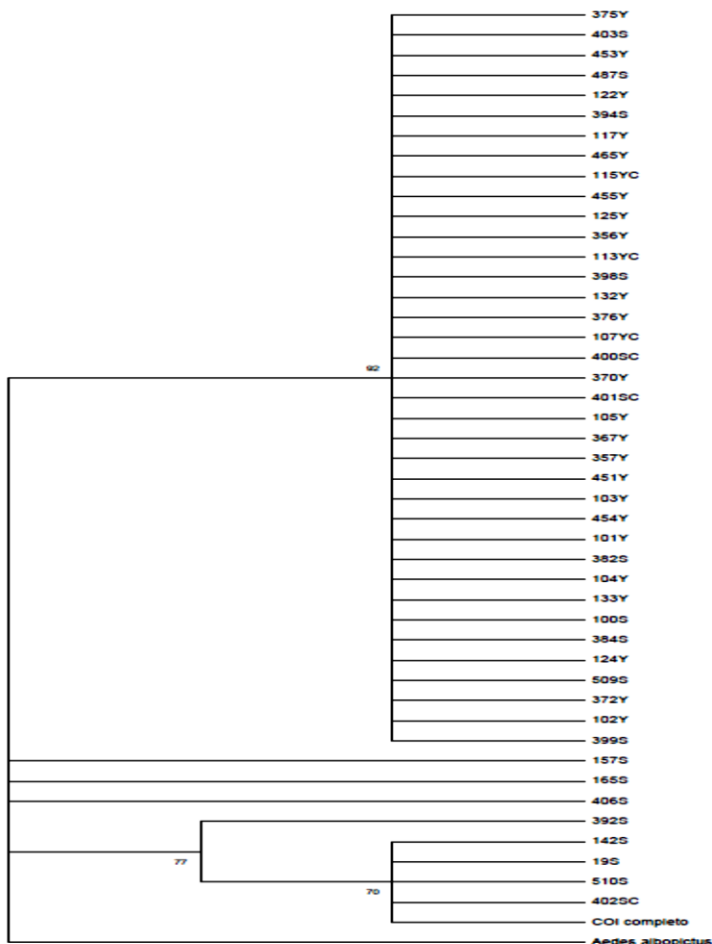 375Y
403S
453Y
487S
122Y
394S
117Y
465Y
115YC
455Y
125Y
356Y
113YC
398S
132Y
376Y
107YC
400SC
92
370Y
401SC
105Y
367Y
357Y
451Y
103Y
454Y
101Y
382S
104Y
133Y
100S
384S
124Y
509S
372Y
102Y
399S
157S
165S
406S
392S
142S
77
19S
510S
70
402SC
COI completo
Aedes albopictus